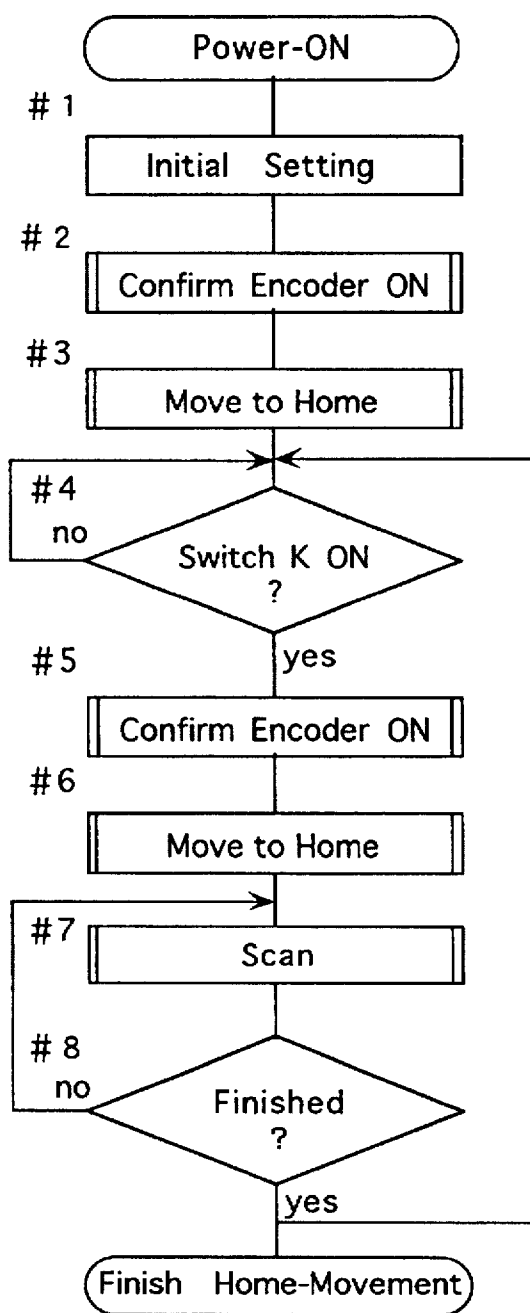 Power-ON
#1
Initial Setting
#2
Confirm Encoder ON
#3
Move to Home
#4
no
Switch K ON
?
yes
#5
Confirm Encoder ON
#6
Move to Home
#7
Scan
#8
no
Finished
?
yes
Finish Home-Movement